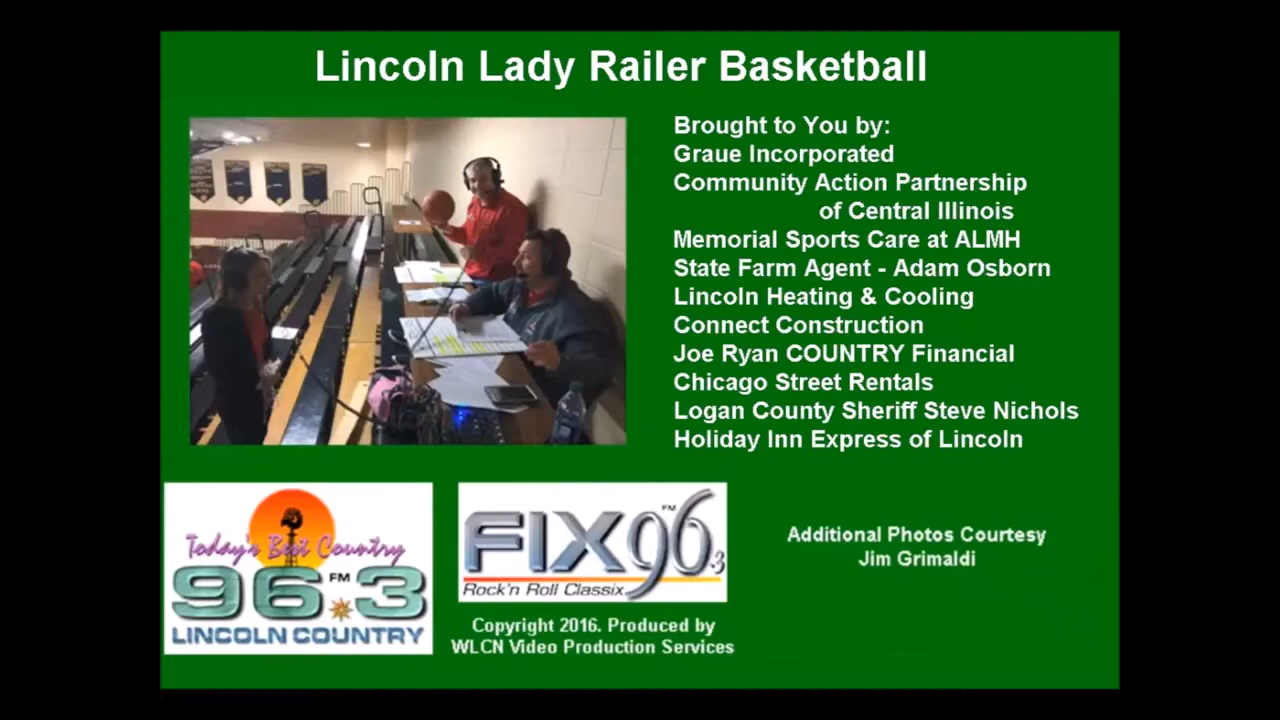 Lincoln Lady Railer Basketball
Brought to You by:
Graue Incorporated
Community Action Partnership
of Central Illinois
Memorial Sports Care at ALMH
State Farm Agent - Adam Osborn
Lincoln Heating & Cooling
Connect Construction
Joe Ryan COUNTRY Financial
Chicago Street Rentals
Logan County Sheriff Steve Nichols
Holiday Inn Express of Lincoln
Today's Best Country
96.3 FM
LINCOLN COUNTRY
FIX 96.3 FM
Rock'n Roll Classix
Copyright 2016. Produced by
WLCN Video Production Services
Additional Photos Courtesy
Jim Grimaldi